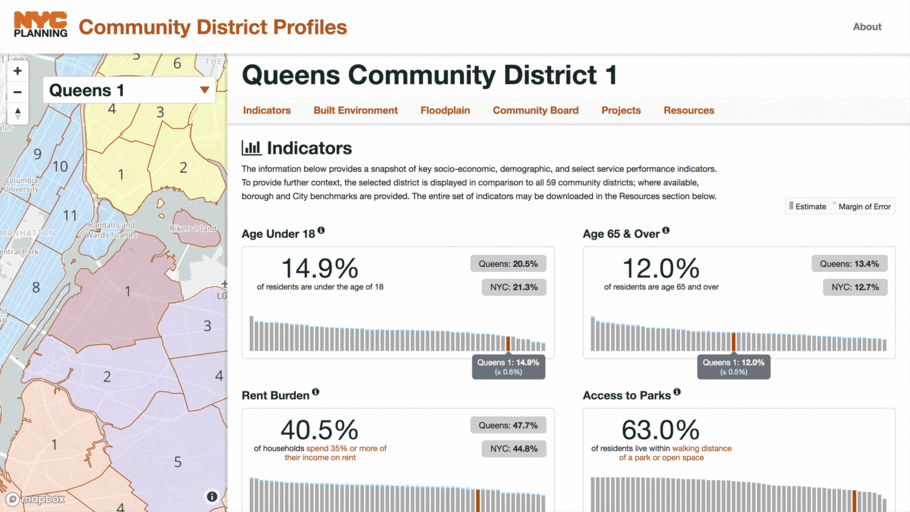 NYC
PLANNING
Community District Profiles
About
Queens 1
5
6
4
3
9
10
1
2
Columbia
University
11
MANHATTAN
Randalls and
Wards Islands
Rikers Island
entral Park
8
1
LG
3
2
4
1
5
4
mapbox
Queens Community District 1
Indicators
Built Environment
Floodplain
Community Board
Projects
Resources
Indicators
The information below provides a snapshot of key socio-economic, demographic, and select service performance indicators.
To provide further context, the selected district is displayed in comparison to all 59 community districts; where available,
borough and City benchmarks are provided. The entire set of indicators may be downloaded in the Resources section below.
Estimate
Margin of Error
Age Under 18
14.9%
of residents are under the age of 18
Queens: 20.5%
NYC: 21.3%
Queens 1: 14.9%
(± 0.6%)
Age 65 & Over
12.0%
of residents are age 65 and over
Queens: 13.4%
NYC: 12.7%
Queens 1: 12.0%
(± 0.5%)
Rent Burden
40.5%
of households spend 35% or more of
their income on rent
Queens: 47.7%
NYC: 44.8%
Access to Parks
63.0%
of residents live within walking distance
of a park or open space